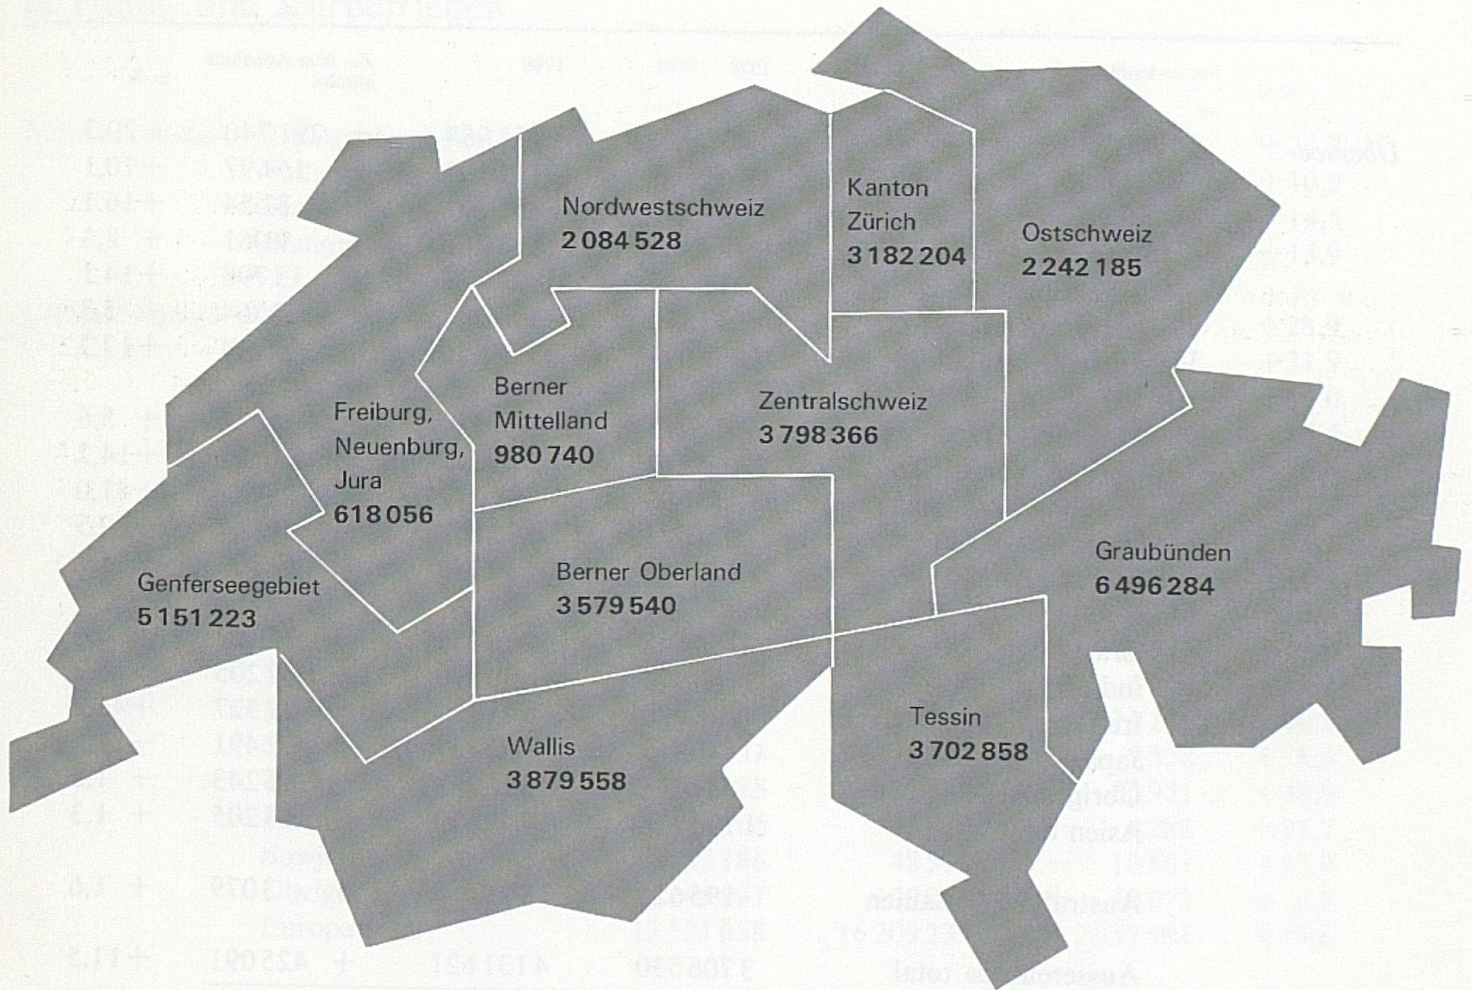 Nordwestschweiz
2 084 528
Kanton
Zürich
3 182 204
Ostschweiz
2 242 185
Freiburg,
Neuenburg,
Jura
618 056
Berner
Mittelland
980 740
Zentralschweiz
3 798 366
Genferseegebiet
5 151 223
Berner Oberland
3 579 540
Graubünden
6 496 284
Wallis
3 879 558
Tessin
3 702 858